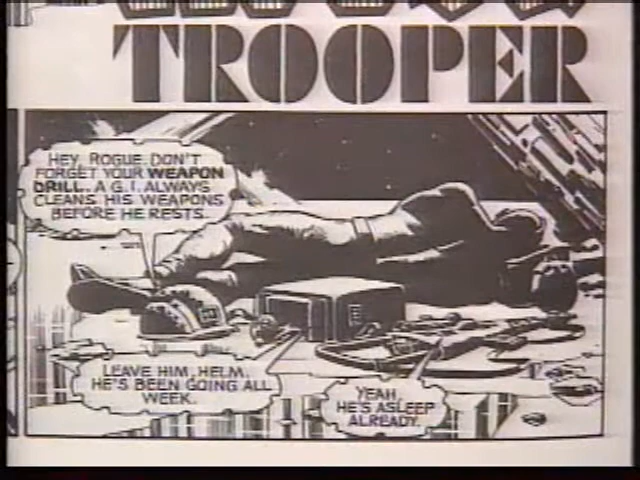 TROOPER
HEY, ROGUE. DON'T
FORGET YOUR WEAPON
DRILL. A G.I. ALWAYS
CLEANS HIS WEAPONS
BEFORE HE RESTS.
LEAVE HIM, HELM.
HE'S BEEN GOING ALL
WEEK.
YEAH,
HE'S ASLEEP
ALREADY.